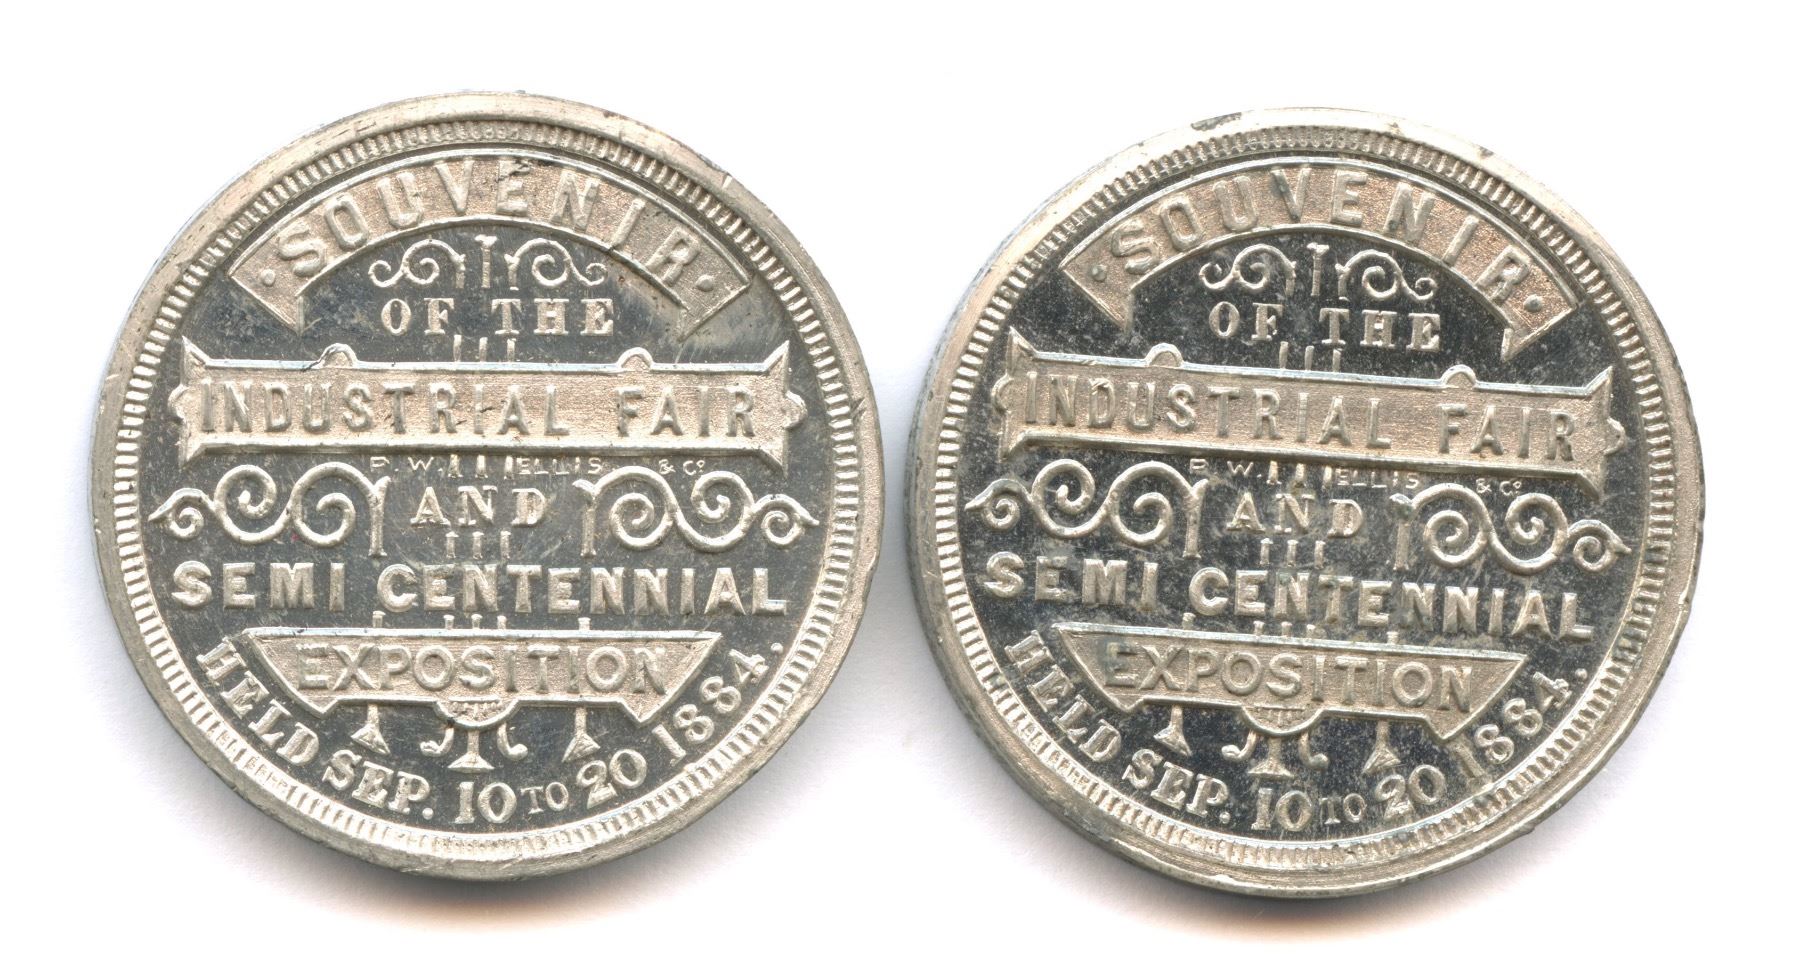 · SOUVENIR ·
OF THE
INDUSTRIAL FAIR
P. W. ELLIS & Co
AND
SEMI CENTENNIAL
EXPOSITION
HELD SEP. 10 TO 20 1884.
· SOUVENIR ·
OF THE
INDUSTRIAL FAIR
P W. ELLIS & Co
AND
SEMI CENTENNIAL
EXPOSITION
HELD SEP. 10 TO 20 1884.